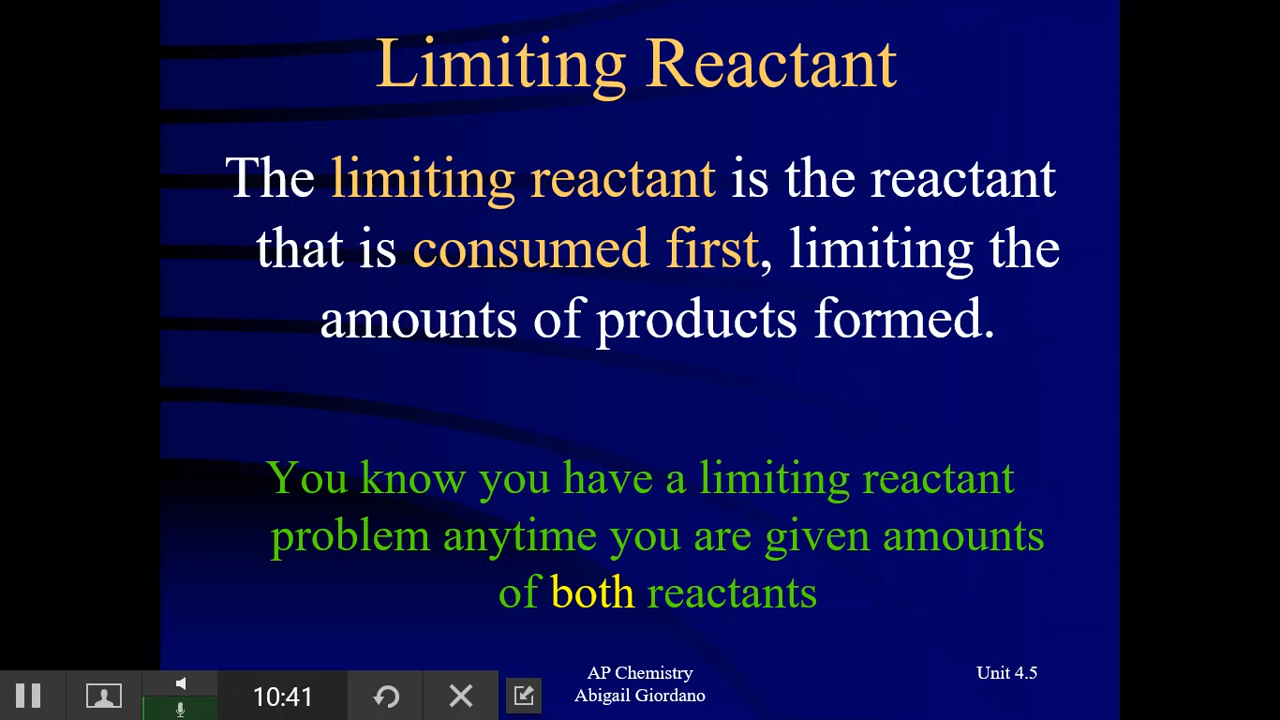 Limiting Reactant
The limiting reactant is the reactant
that is consumed first, limiting the
amounts of products formed.
You know you have a limiting reactant
problem anytime you are given amounts
of both reactants
AP Chemistry
Abigail Giordano
Unit 4.5
10:41